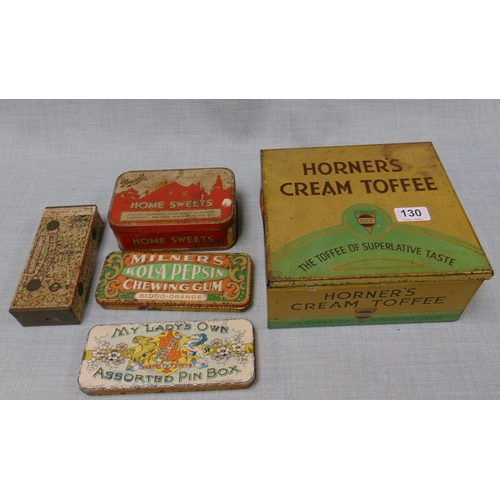 HORNER'S
CREAM TOFFEE
130
THE TOFFEE OF SUPERLATIVE TASTE
HORNER'S
CREAM TOFFEE
HOME SWEETS
HOME SWEETS
MILNERS
KOLA PEPSIN
CHEWING GUM
BLOOD-ORANGE
MY LADY'S OWN
ASSORTED PIN BOX